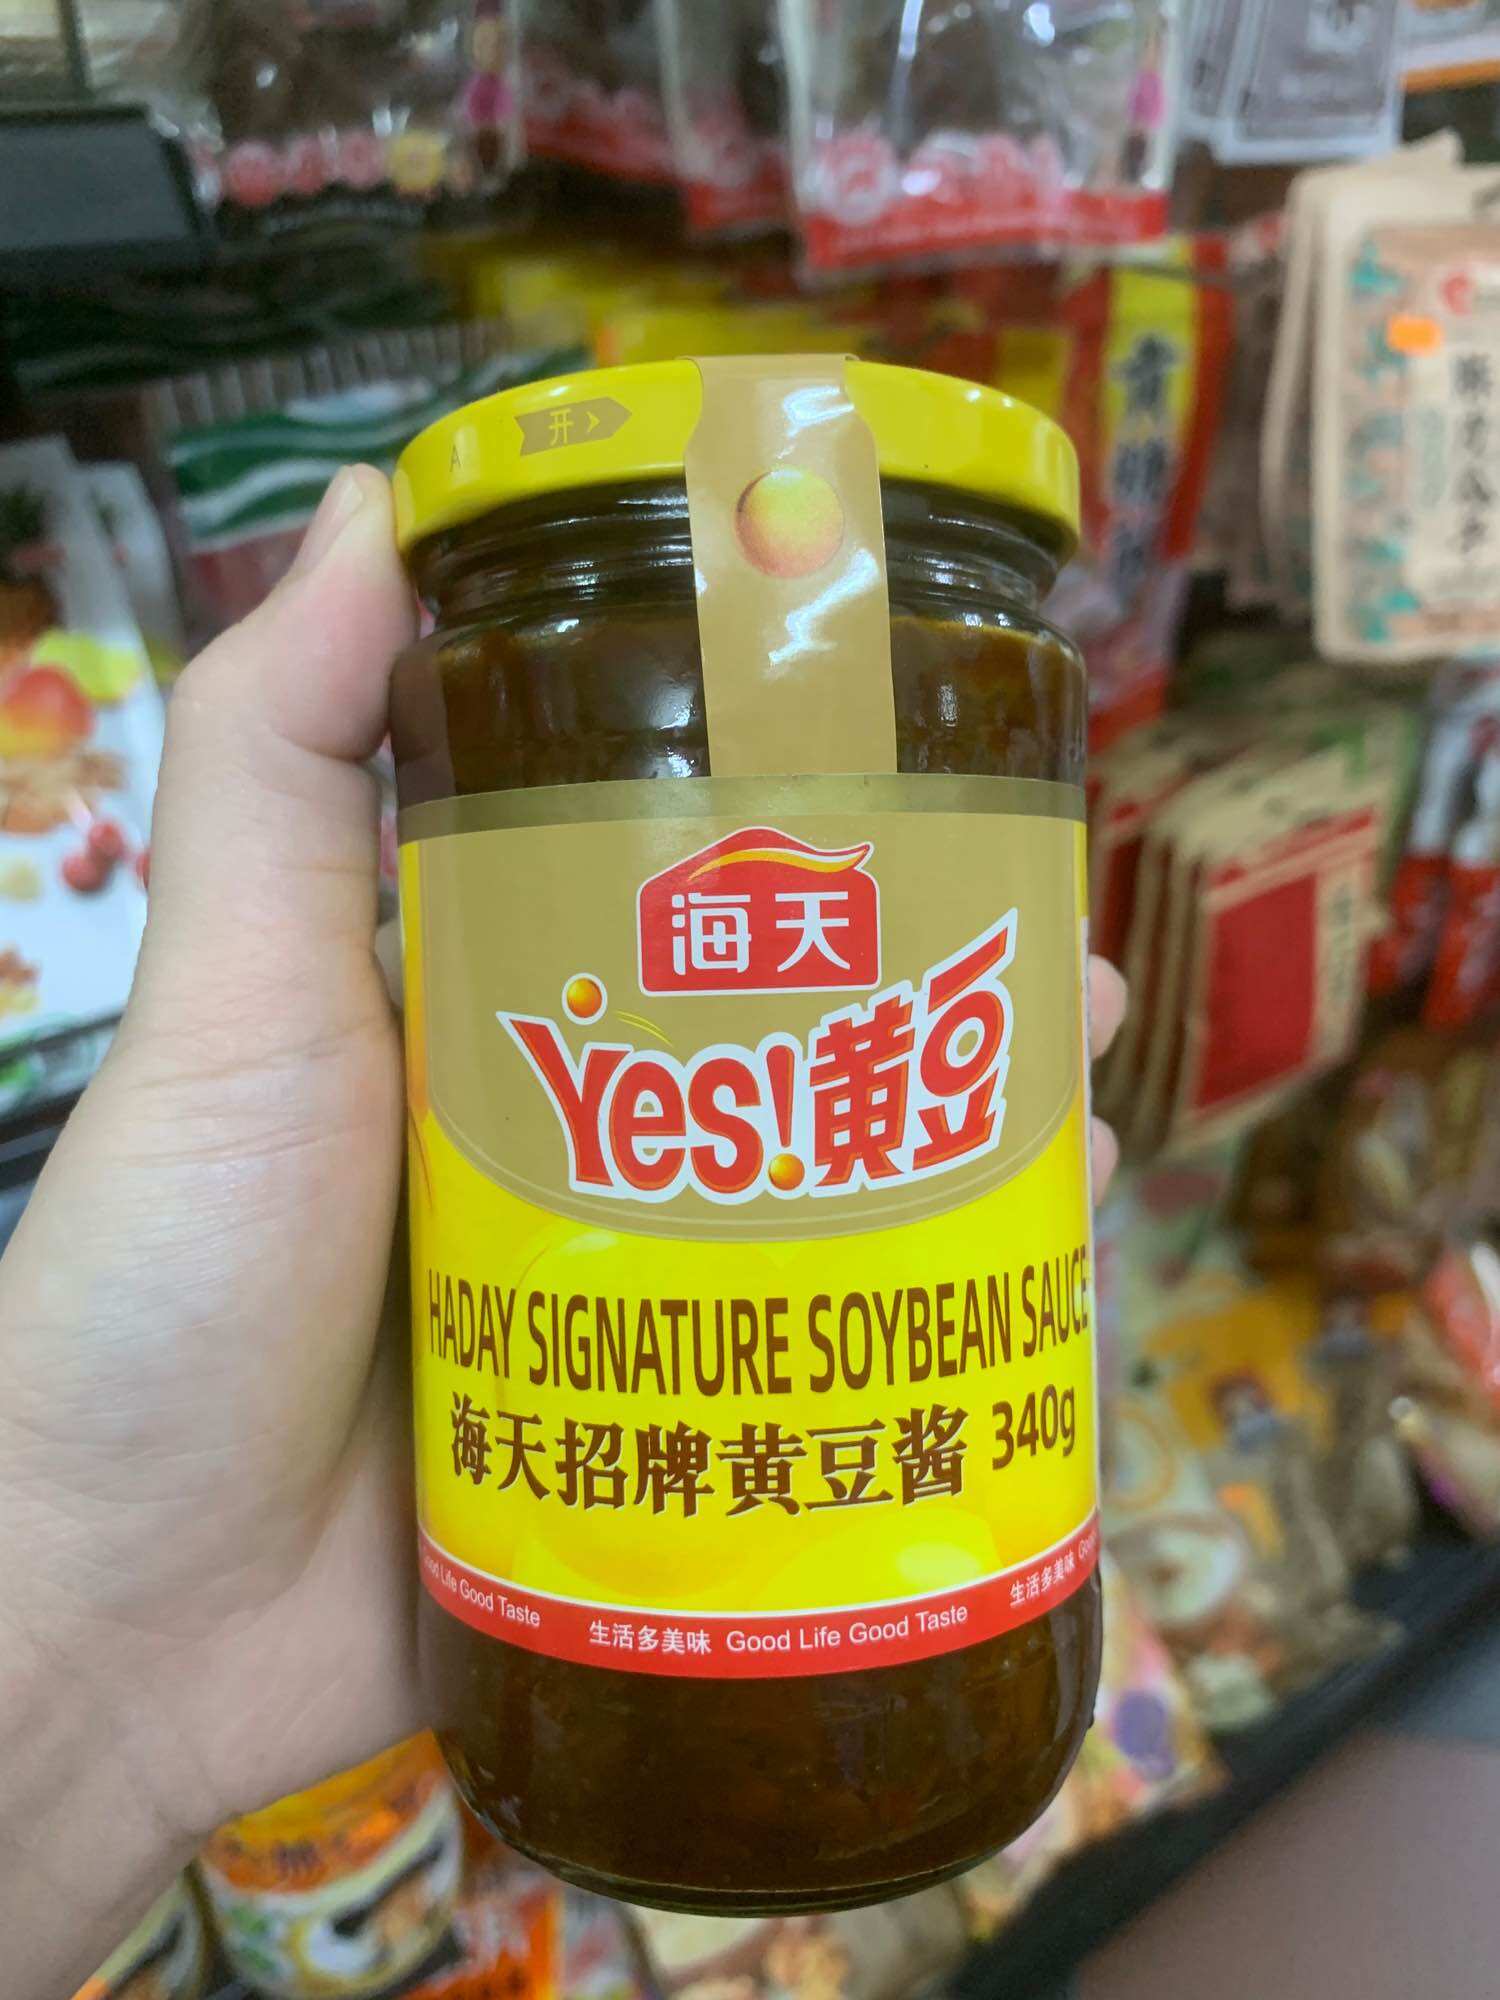 A 开
海天
Yes!黄豆
HADAY SIGNATURE SOYBEAN SAUCE
海天招牌黄豆酱 340g
Good Life Good Taste 生活多美味 Good Life Good Taste 生活多美味